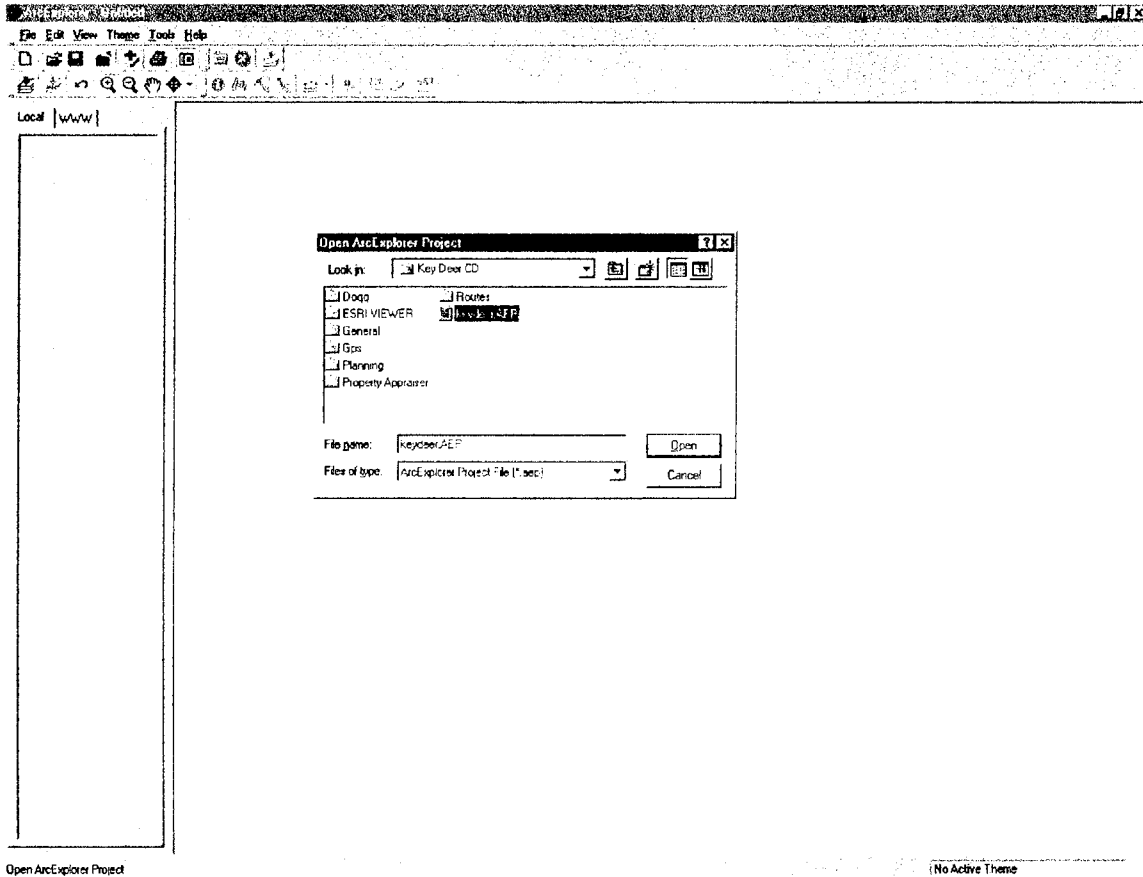 File Edit View Theme Tools Help
Local WWW
Open ArcExplorer Project
Look in: Key Deer CD
Doqq Routes
ESRI VIEWER
General
Gps
Planning
Property Appraiser
File name: keydeer.AEP Open
Files of type: ArcExplorer Project File (*.aep) Cancel
Open ArcExplorer Project No Active Theme